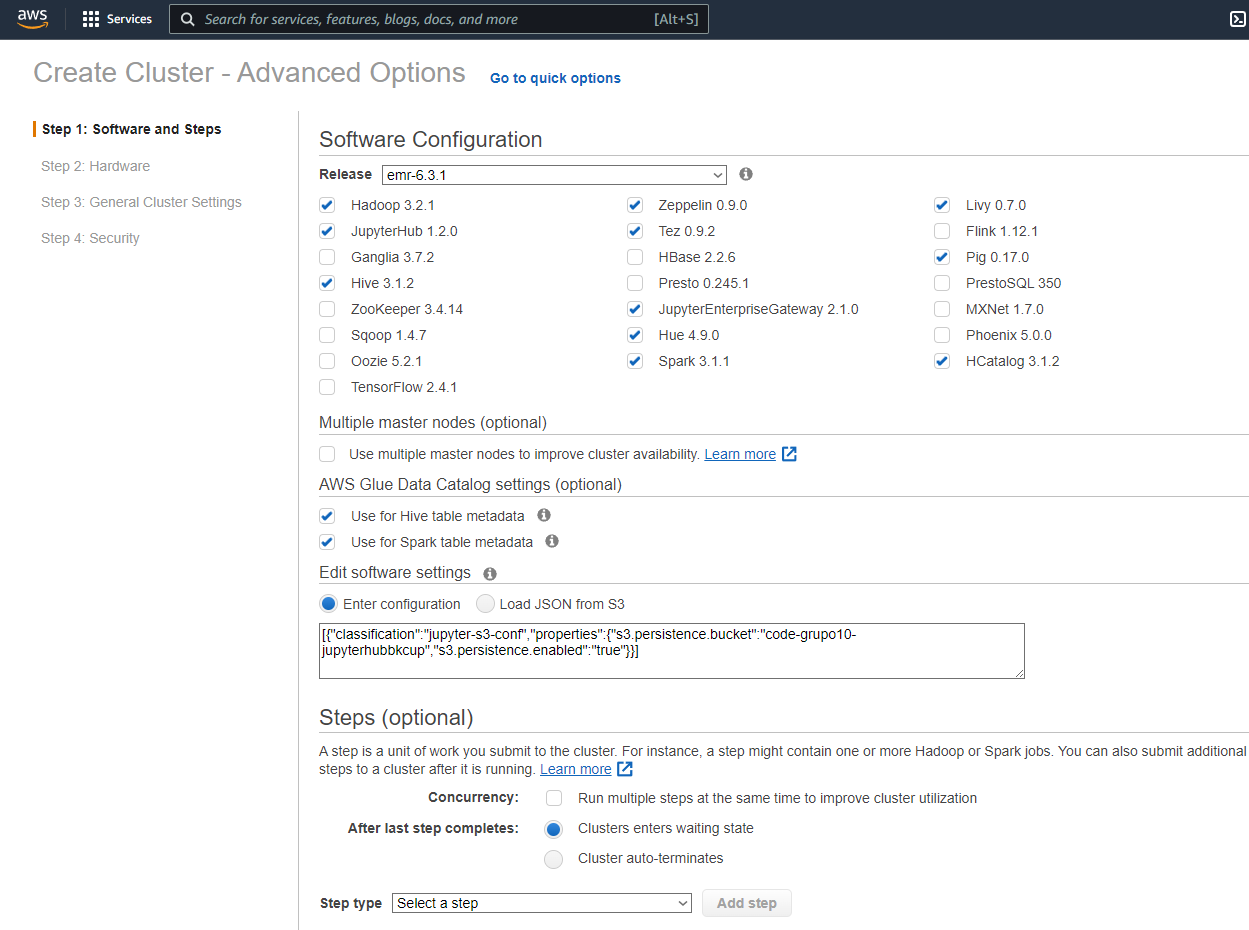 aws
Services
Search for services, features, blogs, docs, and more [Alt+S]
Create Cluster - Advanced Options Go to quick options
Step 1: Software and Steps
Step 2: Hardware
Step 3: General Cluster Settings
Step 4: Security
Software Configuration
Release emr-6.3.1
Hadoop 3.2.1 Zeppelin 0.9.0 Livy 0.7.0
JupyterHub 1.2.0 Tez 0.9.2 Flink 1.12.1
Ganglia 3.7.2 HBase 2.2.6 Pig 0.17.0
Hive 3.1.2 Presto 0.245.1 PrestoSQL 350
ZooKeeper 3.4.14 JupyterEnterpriseGateway 2.1.0 MXNet 1.7.0
Sqoop 1.4.7 Hue 4.9.0 Phoenix 5.0.0
Oozie 5.2.1 Spark 3.1.1 HCatalog 3.1.2
TensorFlow 2.4.1
Multiple master nodes (optional)
Use multiple master nodes to improve cluster availability. Learn more
AWS Glue Data Catalog settings (optional)
Use for Hive table metadata
Use for Spark table metadata
Edit software settings
Enter configuration Load JSON from S3
[{"classification":"jupyter-s3-conf","properties":{"s3.persistence.bucket":"code-grupo10-
jupyterhubbkcup","s3.persistence.enabled":"true"}}]
Steps (optional)
A step is a unit of work you submit to the cluster. For instance, a step might contain one or more Hadoop or Spark jobs. You can also submit additional
steps to a cluster after it is running. Learn more
Concurrency: Run multiple steps at the same time to improve cluster utilization
After last step completes: Clusters enters waiting state
Cluster auto-terminates
Step type Select a step Add step